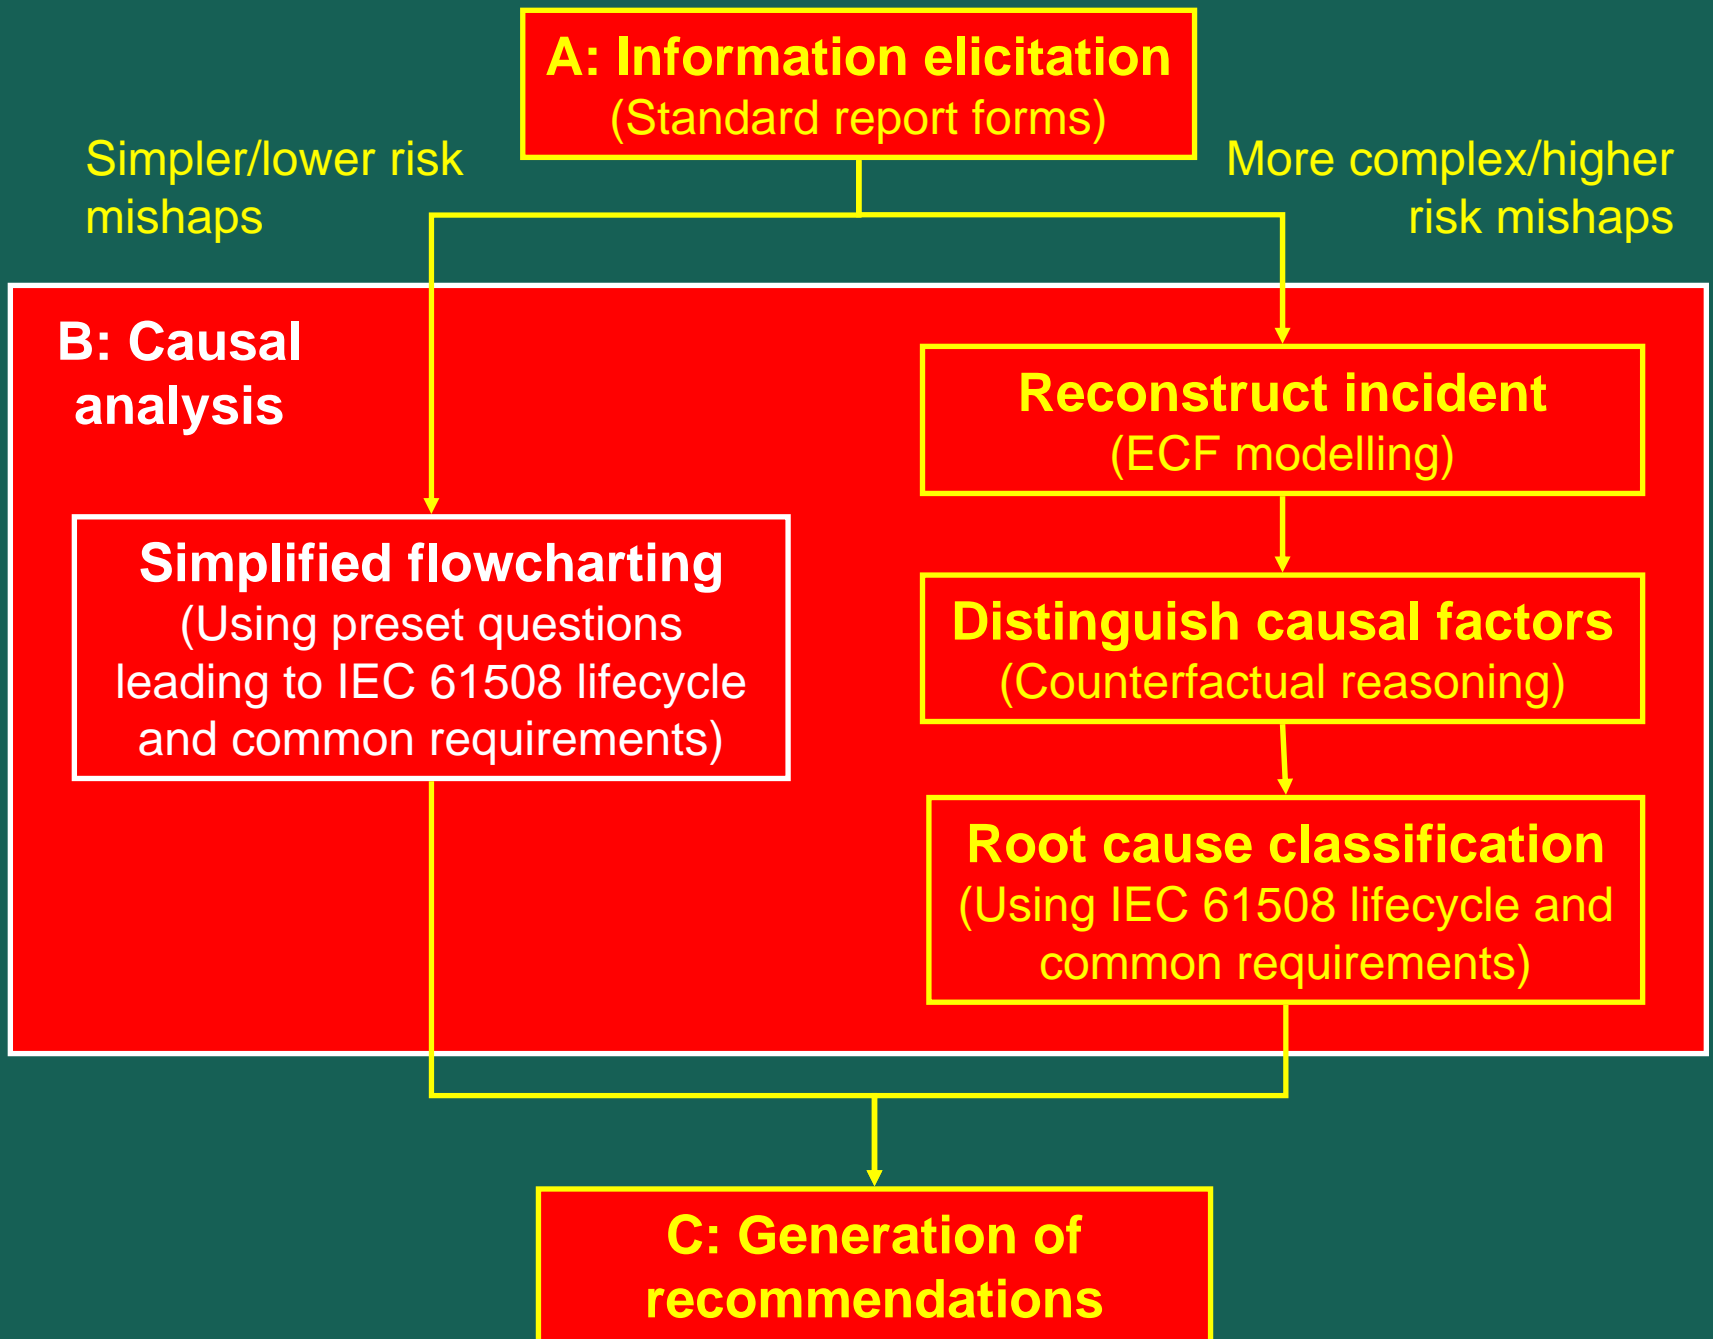 A: Information elicitation
(Standard report forms)
Simpler/lower risk
mishaps
More complex/higher
risk mishaps
B: Causal
analysis
Simplified flowcharting
(Using preset questions
leading to IEC 61508 lifecycle
and common requirements)
Reconstruct incident
(ECF modelling)
Distinguish causal factors
(Counterfactual reasoning)
Root cause classification
(Using IEC 61508 lifecycle and
common requirements)
C: Generation of
recommendations